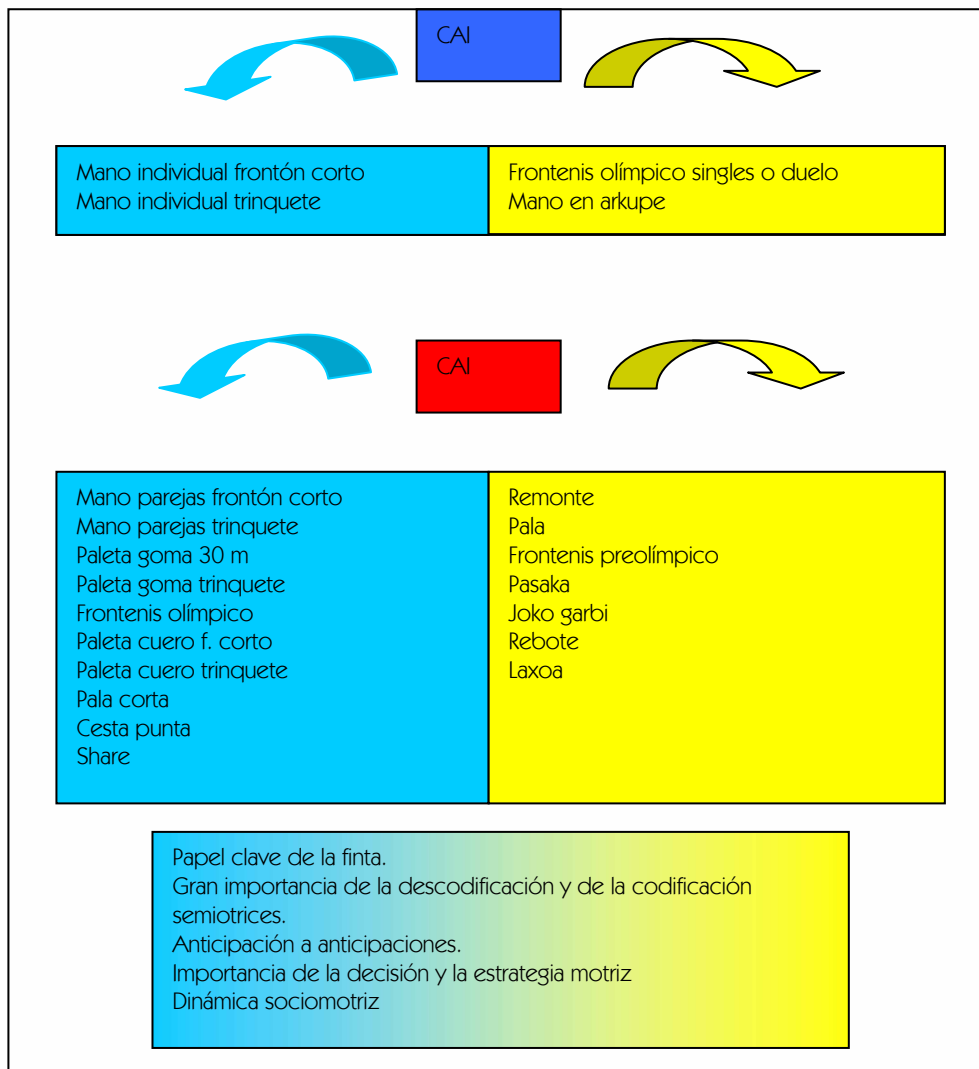 CAI
Mano individual frontón corto
Mano individual trinquete
Frontenis olímpico singles o duelo
Mano en arkupe
CAI
Mano parejas frontón corto
Mano parejas trinquete
Paleta goma 30 m
Paleta goma trinquete
Frontenis olímpico
Paleta cuero f. corto
Paleta cuero trinquete
Pala corta
Cesta punta
Share
Remonte
Pala
Frontenis preolímpico
Pasaka
Joko garbi
Rebote
Laxoa
Papel clave de la finta.
Gran importancia de la descodificación y de la codificación
semiotrices.
Anticipación a anticipaciones.
Importancia de la decisión y la estrategia motriz
Dinámica sociomotriz